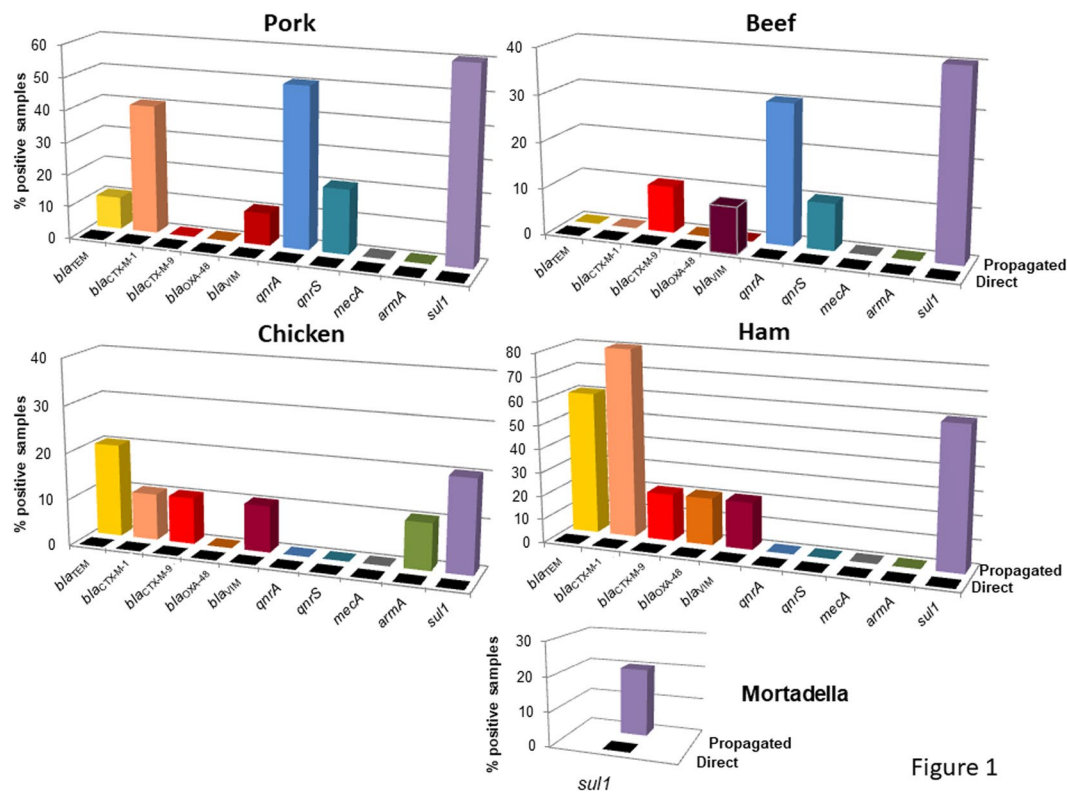 Pork
% positive samples
60
50
40
30
20
10
0
blaTEM
blaCTX-M-1
blaCTX-M-9
blaOXA-48
blaVIM
qnrA
qnrS
mecA
armA
sul1
Beef
% positive samples
40
30
20
10
0
blaTEM
blaCTX-M-1
blaCTX-M-9
blaOXA-48
blaVIM
qnrA
qnrS
mecA
armA
sul1
Propagated
Direct
Chicken
% positive samples
40
30
20
10
0
blaTEM
blaCTX-M-1
blaCTX-M-9
blaOXA-48
blaVIM
qnrA
qnrS
mecA
armA
sul1
Ham
% positive samples
80
70
60
50
40
30
20
10
0
blaTEM
blaCTX-M-1
blaCTX-M-9
blaOXA-48
blaVIM
qnrA
qnrS
mecA
armA
sul1
Propagated
Direct
% positive samples
30
20
10
0
sul1
Mortadella
Propagated
Direct
Figure 1